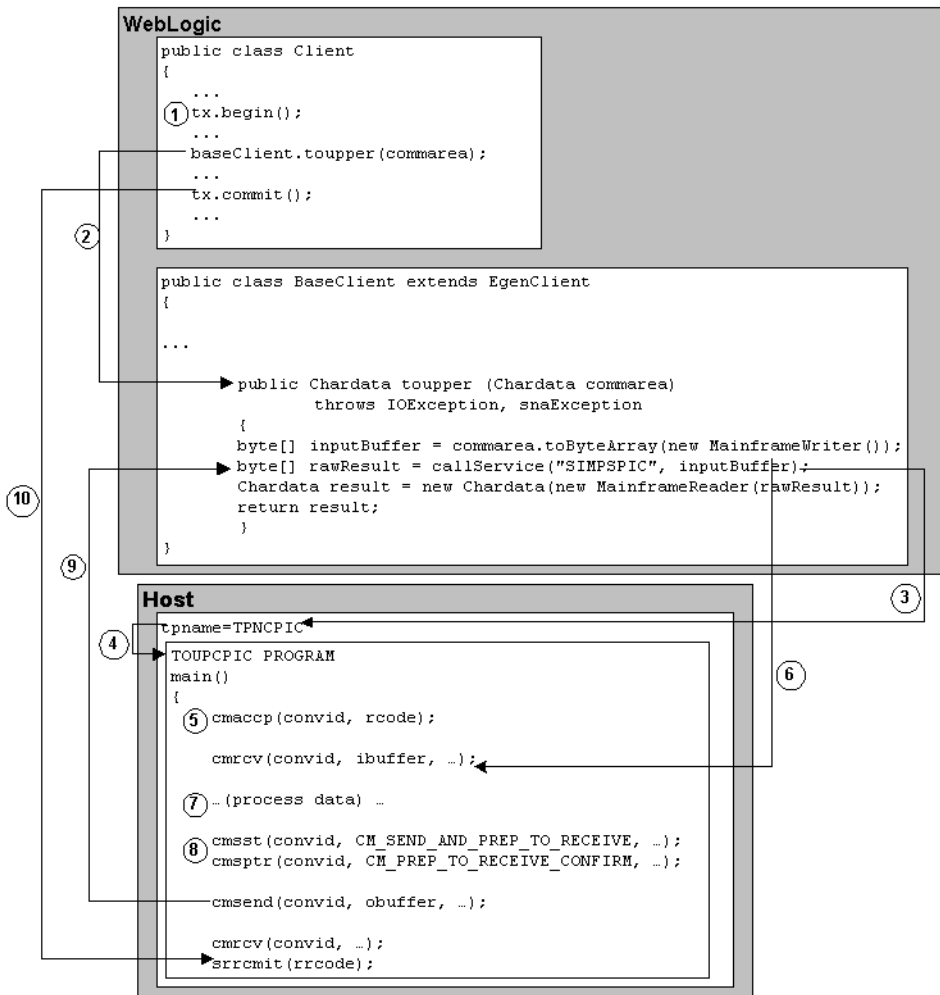 WebLogic
public class Client
{
...
1 tx.begin();
...
baseClient.toupper(commarea);
...
tx.commit();
...
}
2
public class BaseClient extends EgenClient
{
...
public Chardata toupper (Chardata commarea)
throws IOException, snaException
{
byte[] inputBuffer = commarea.toByteArray(new MainframeWriter());
byte[] rawResult = callService("SIMPSPIC", inputBuffer);
Chardata result = new Chardata(new MainframeReader(rawResult));
return result;
}
}
10
9
3
Host
tpname=TPNCPIC
4
TOUPCPIC PROGRAM
main()
{
6
5 cmaccp(convid, rcode);
cmrcv(convid, ibuffer, …);
7 …(process data) …
8 cmsst(convid, CM_SEND_AND_PREP_TO_RECEIVE, …);
cmsptr(convid, CM_PREP_TO_RECEIVE_CONFIRM, …);
cmsend(convid, obuffer, …);
cmrcv(convid, …);
srrcmit(rrcode);